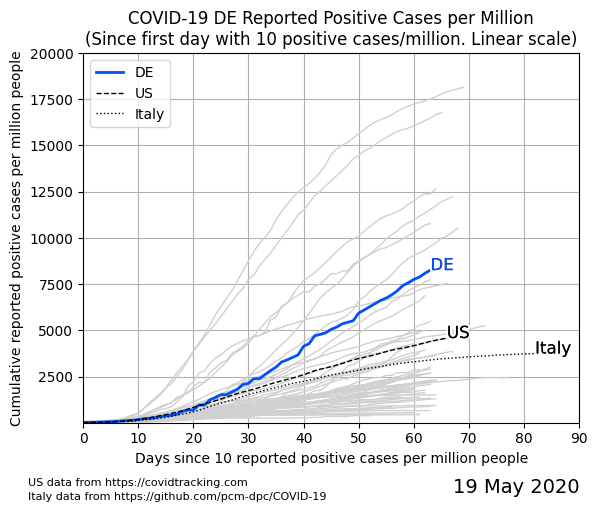 COVID-19 DE Reported Positive Cases per Million
(Since first day with 10 positive cases/million. Linear scale)
Cumulative reported positive cases per million people
20000
17500
15000
12500
10000
7500
5000
2500
DE
US
Italy
DE
US
Italy
0 10 20 30 40 50 60 70 80 90
Days since 10 reported positive cases per million people
US data from https://covidtracking.com
Italy data from https://github.com/pcm-dpc/COVID-19
19 May 2020